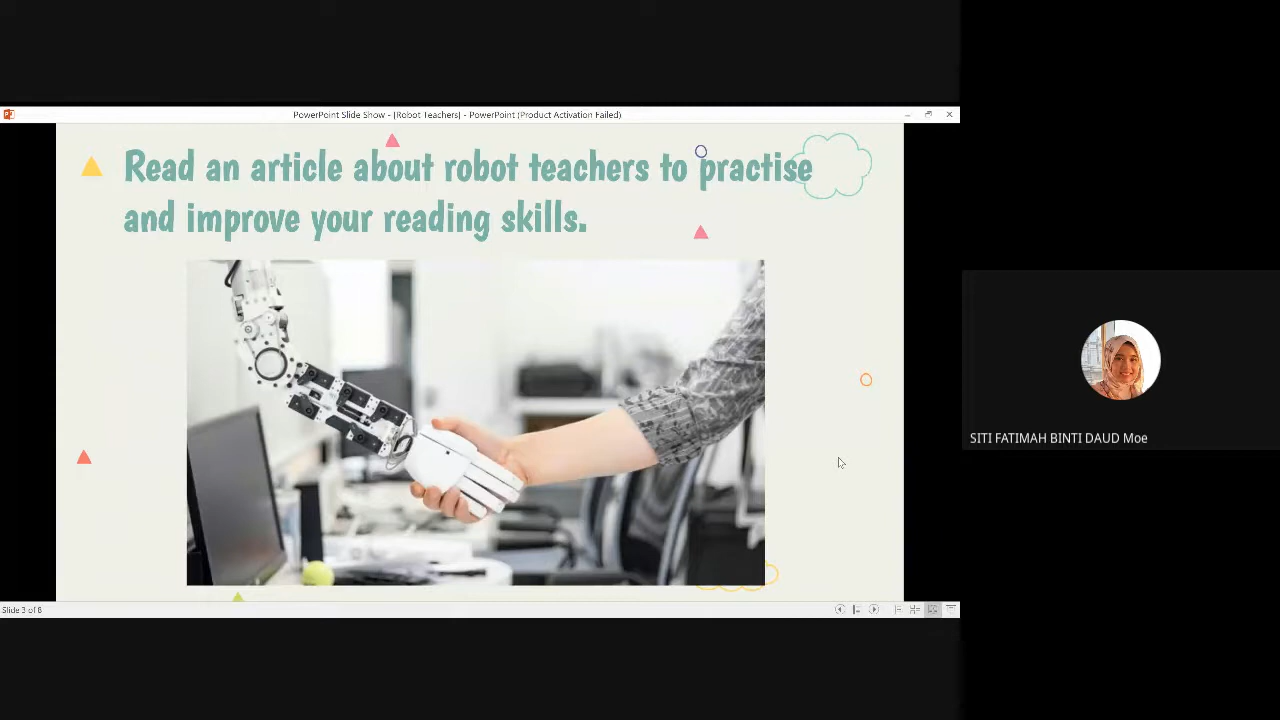 PowerPoint Slide Show - [Robot Teachers] - PowerPoint (Product Activation Failed)
Read an article about robot teachers to practise
and improve your reading skills.
SITI FATIMAH BINTI DAUD Moe
Slide 3 of 6